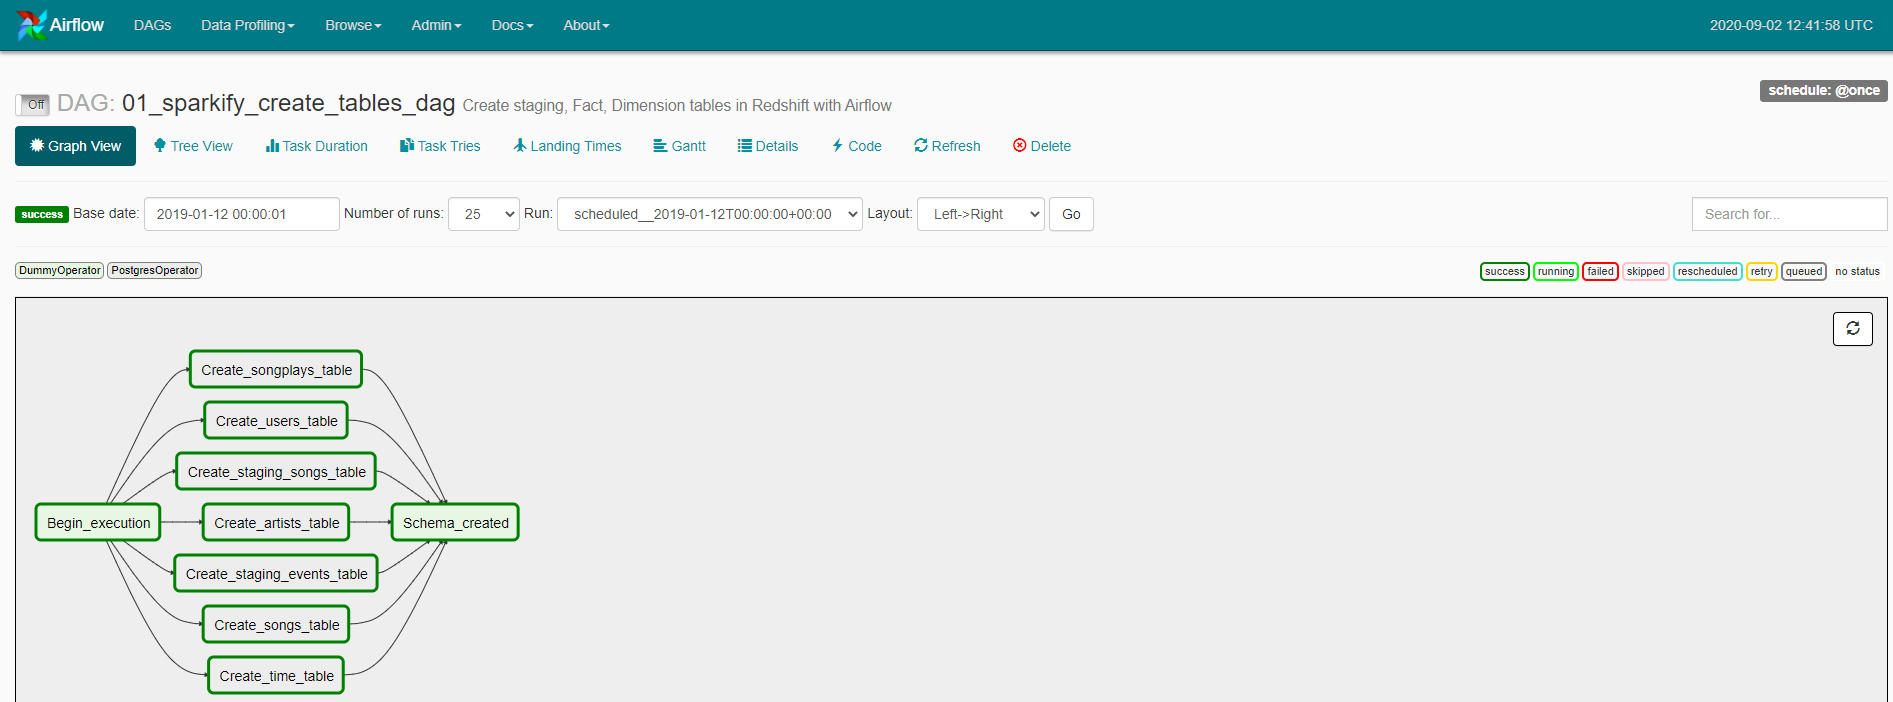 Airflow DAGs Data Profiling Browse Admin Docs About 2020-09-02 12:41:58 UTC
schedule: @once
Off DAG: 01_sparkify_create_tables_dag Create staging, Fact, Dimension tables in Redshift with Airflow
Graph View Tree View Task Duration Task Tries Landing Times Gantt Details Code Refresh Delete
success Base date: 2019-01-12 00:00:01 Number of runs: 25 Run: scheduled__2019-01-12T00:00:00+00:00 Layout: Left->Right Go Search for...
DummyOperator PostgresOperator success running failed skipped rescheduled retry queued no status
Create_songplays_table
Create_users_table
Create_staging_songs_table
Begin_execution Create_artists_table Schema_created
Create_staging_events_table
Create_songs_table
Create_time_table